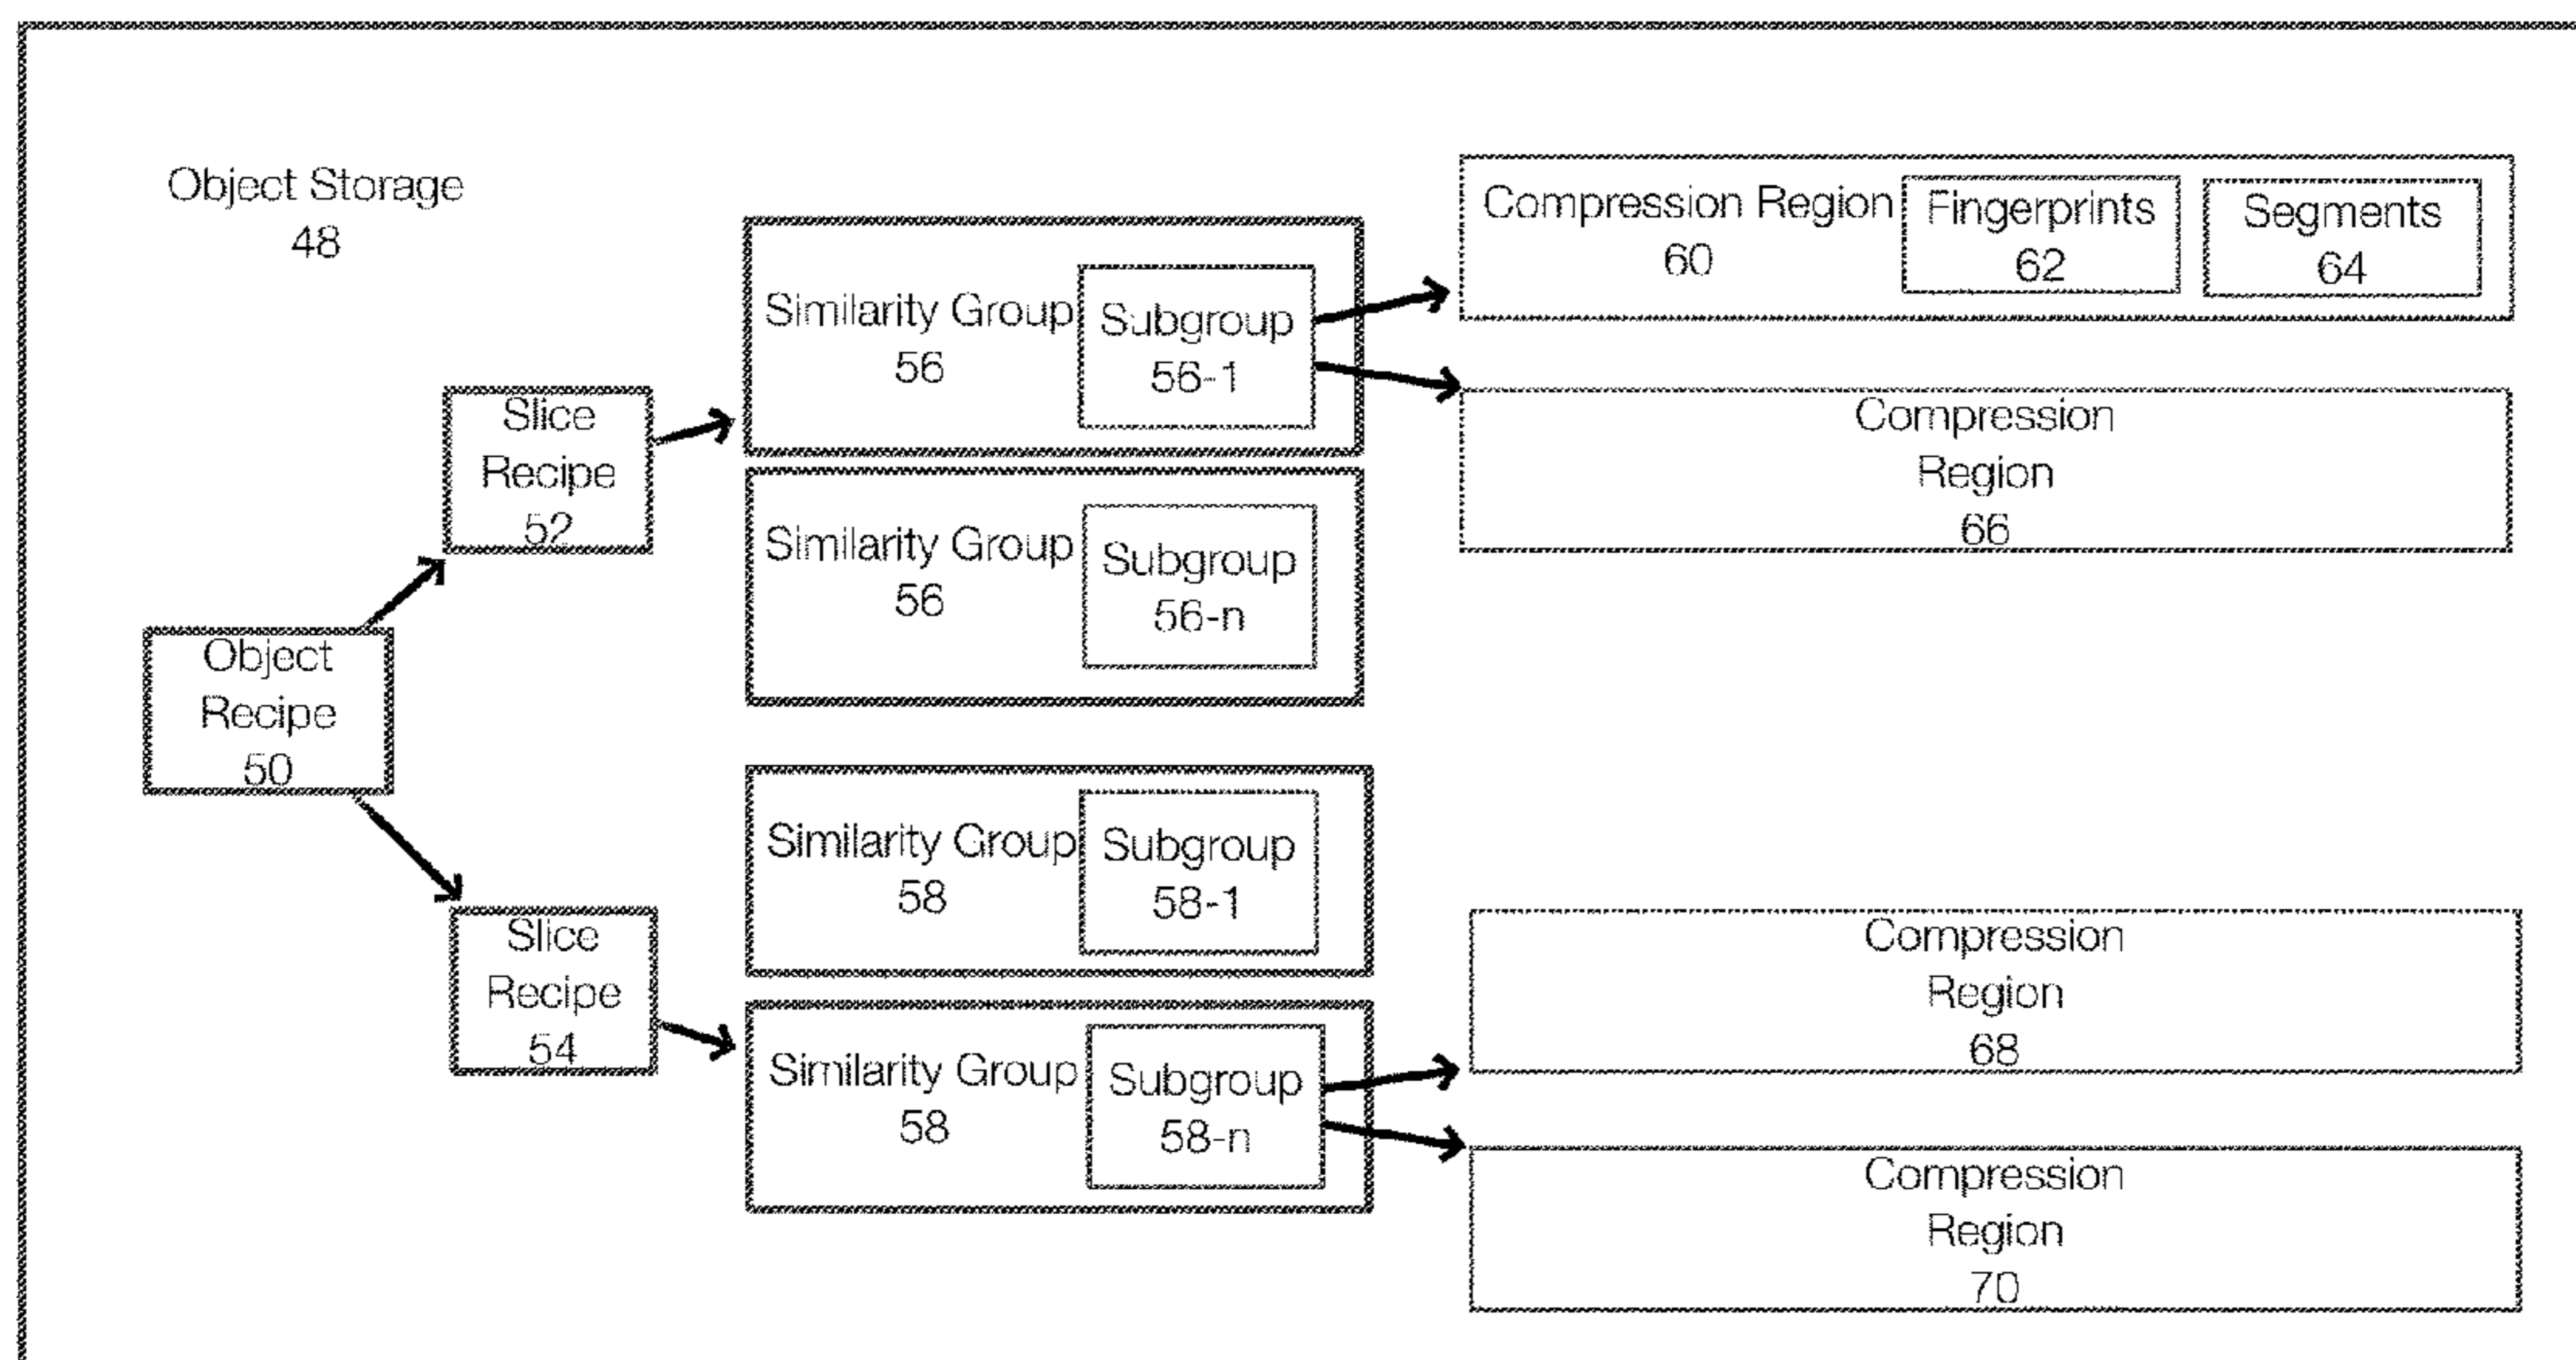 Object Storage
48
Object
Recipe
50
Slice
Recipe
52
Slice
Recipe
54
Similarity Group
56
Subgroup
56-1
Similarity Group
56
Subgroup
56-n
Similarity Group
58
Subgroup
58-1
Similarity Group
58
Subgroup
58-n
Compression Region
60
Fingerprints
62
Segments
64
Compression
Region
66
Compression
Region
68
Compression
Region
70